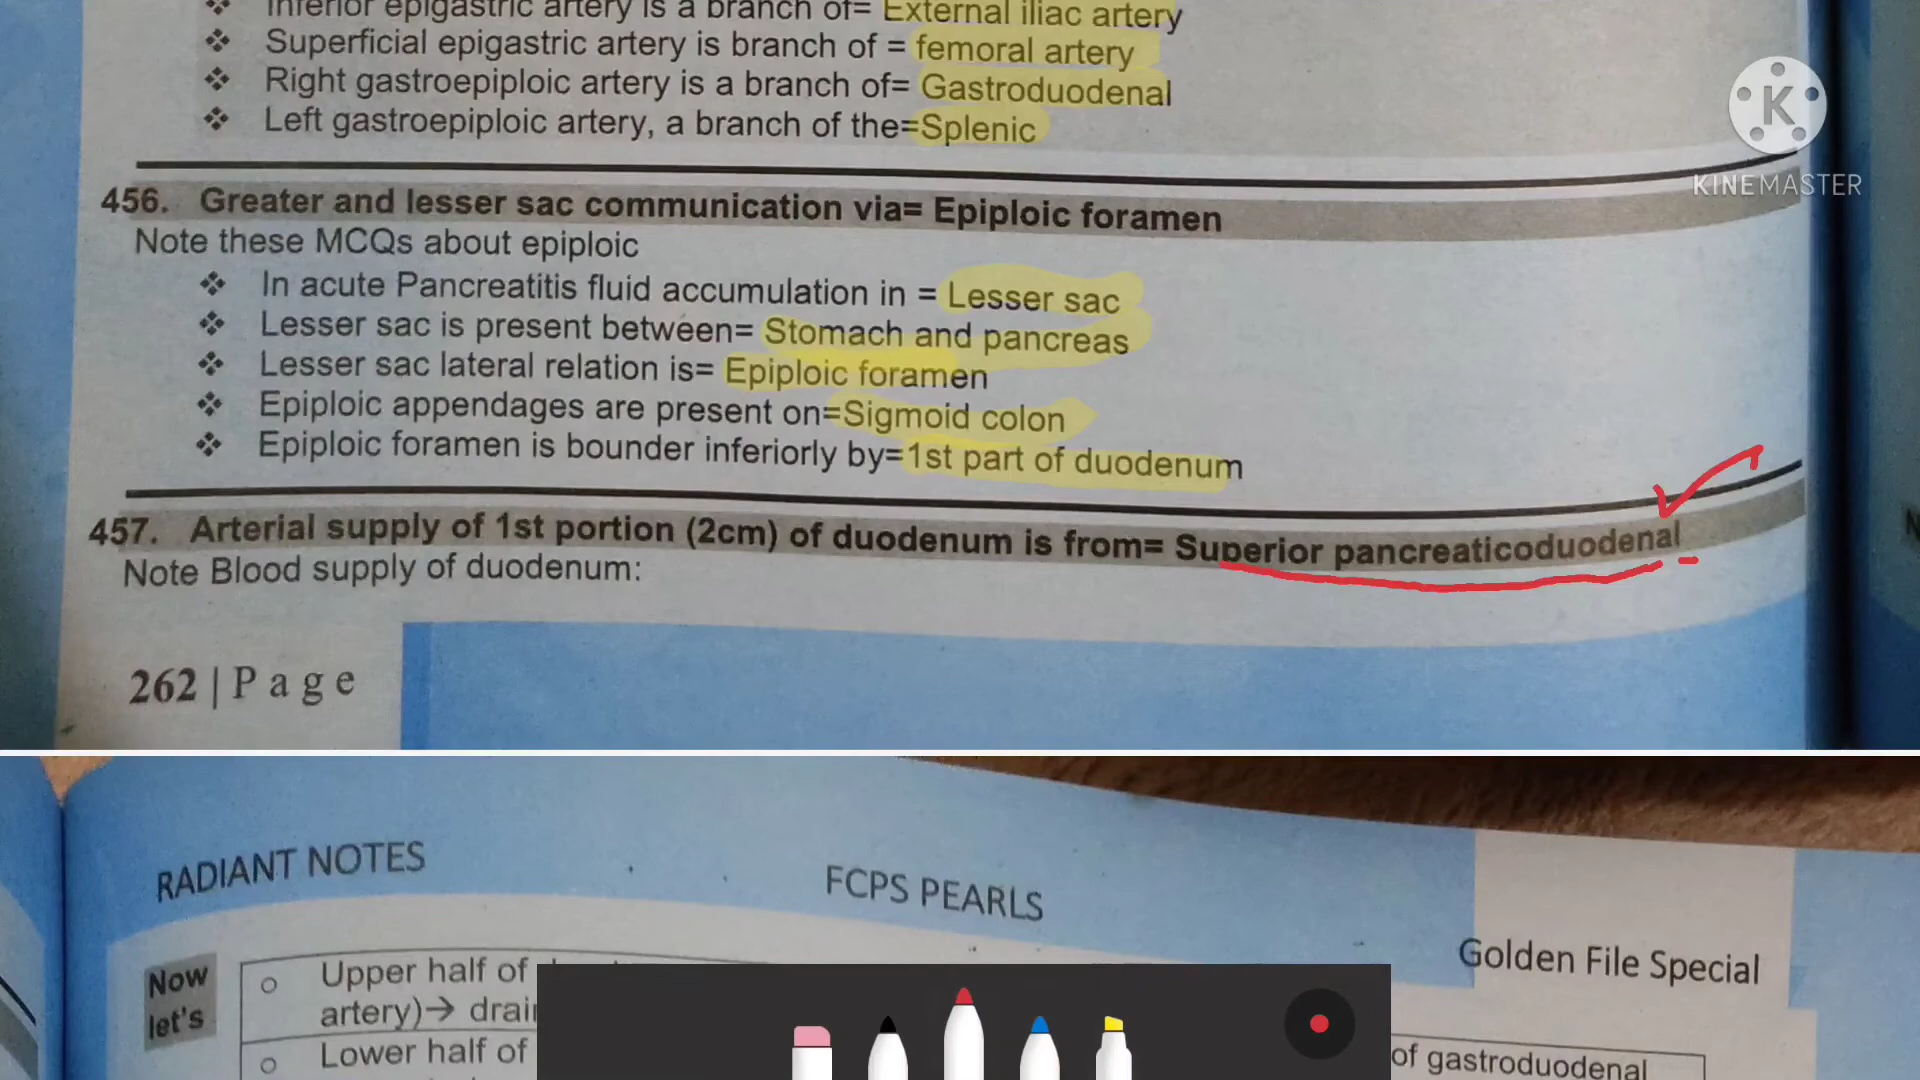 Inferior epigastric artery is a branch of= External iliac artery
❖ Superficial epigastric artery is branch of = femoral artery
❖ Right gastroepiploic artery is a branch of= Gastroduodenal
❖ Left gastroepiploic artery, a branch of the=Splenic
K
KINEMASTER
456. Greater and lesser sac communication via= Epiploic foramen
Note these MCQs about epiploic
❖ In acute Pancreatitis fluid accumulation in = Lesser sac
❖ Lesser sac is present between= Stomach and pancreas
❖ Lesser sac lateral relation is= Epiploic foramen
❖ Epiploic appendages are present on=Sigmoid colon
❖ Epiploic foramen is bounder inferiorly by=1st part of duodenum
457. Arterial supply of 1st portion (2cm) of duodenum is from= Superior pancreaticoduodenal
Note Blood supply of duodenum:
262 | P a g e
RADIANT NOTES
FCPS PEARLS
Golden File Special
Now
let's
o Upper half of
artery)→
o Lower half of
of gastroduodenal